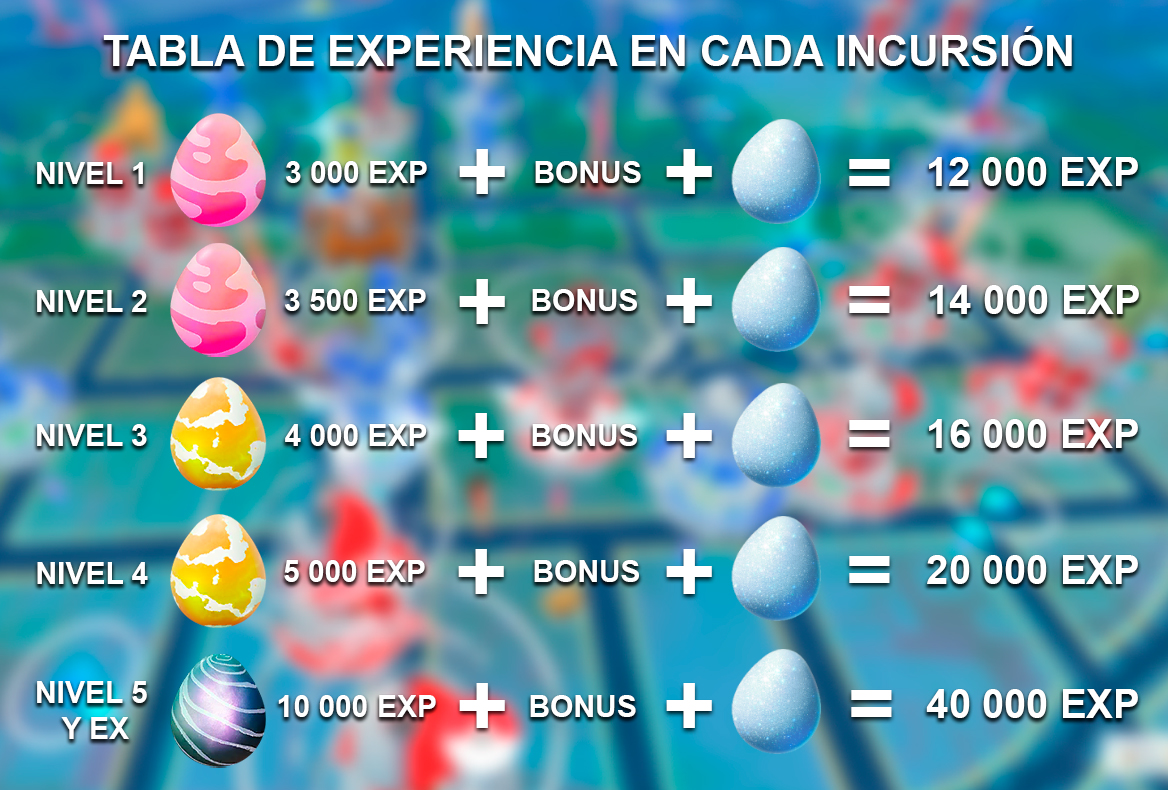 TABLA DE EXPERIENCIA EN CADA INCURSIÓN
NIVEL 1 3 000 EXP + BONUS + = 12 000 EXP
NIVEL 2 3 500 EXP + BONUS + = 14 000 EXP
NIVEL 3 4 000 EXP + BONUS + = 16 000 EXP
NIVEL 4 5 000 EXP + BONUS + = 20 000 EXP
NIVEL 5
Y EX 10 000 EXP + BONUS + = 40 000 EXP